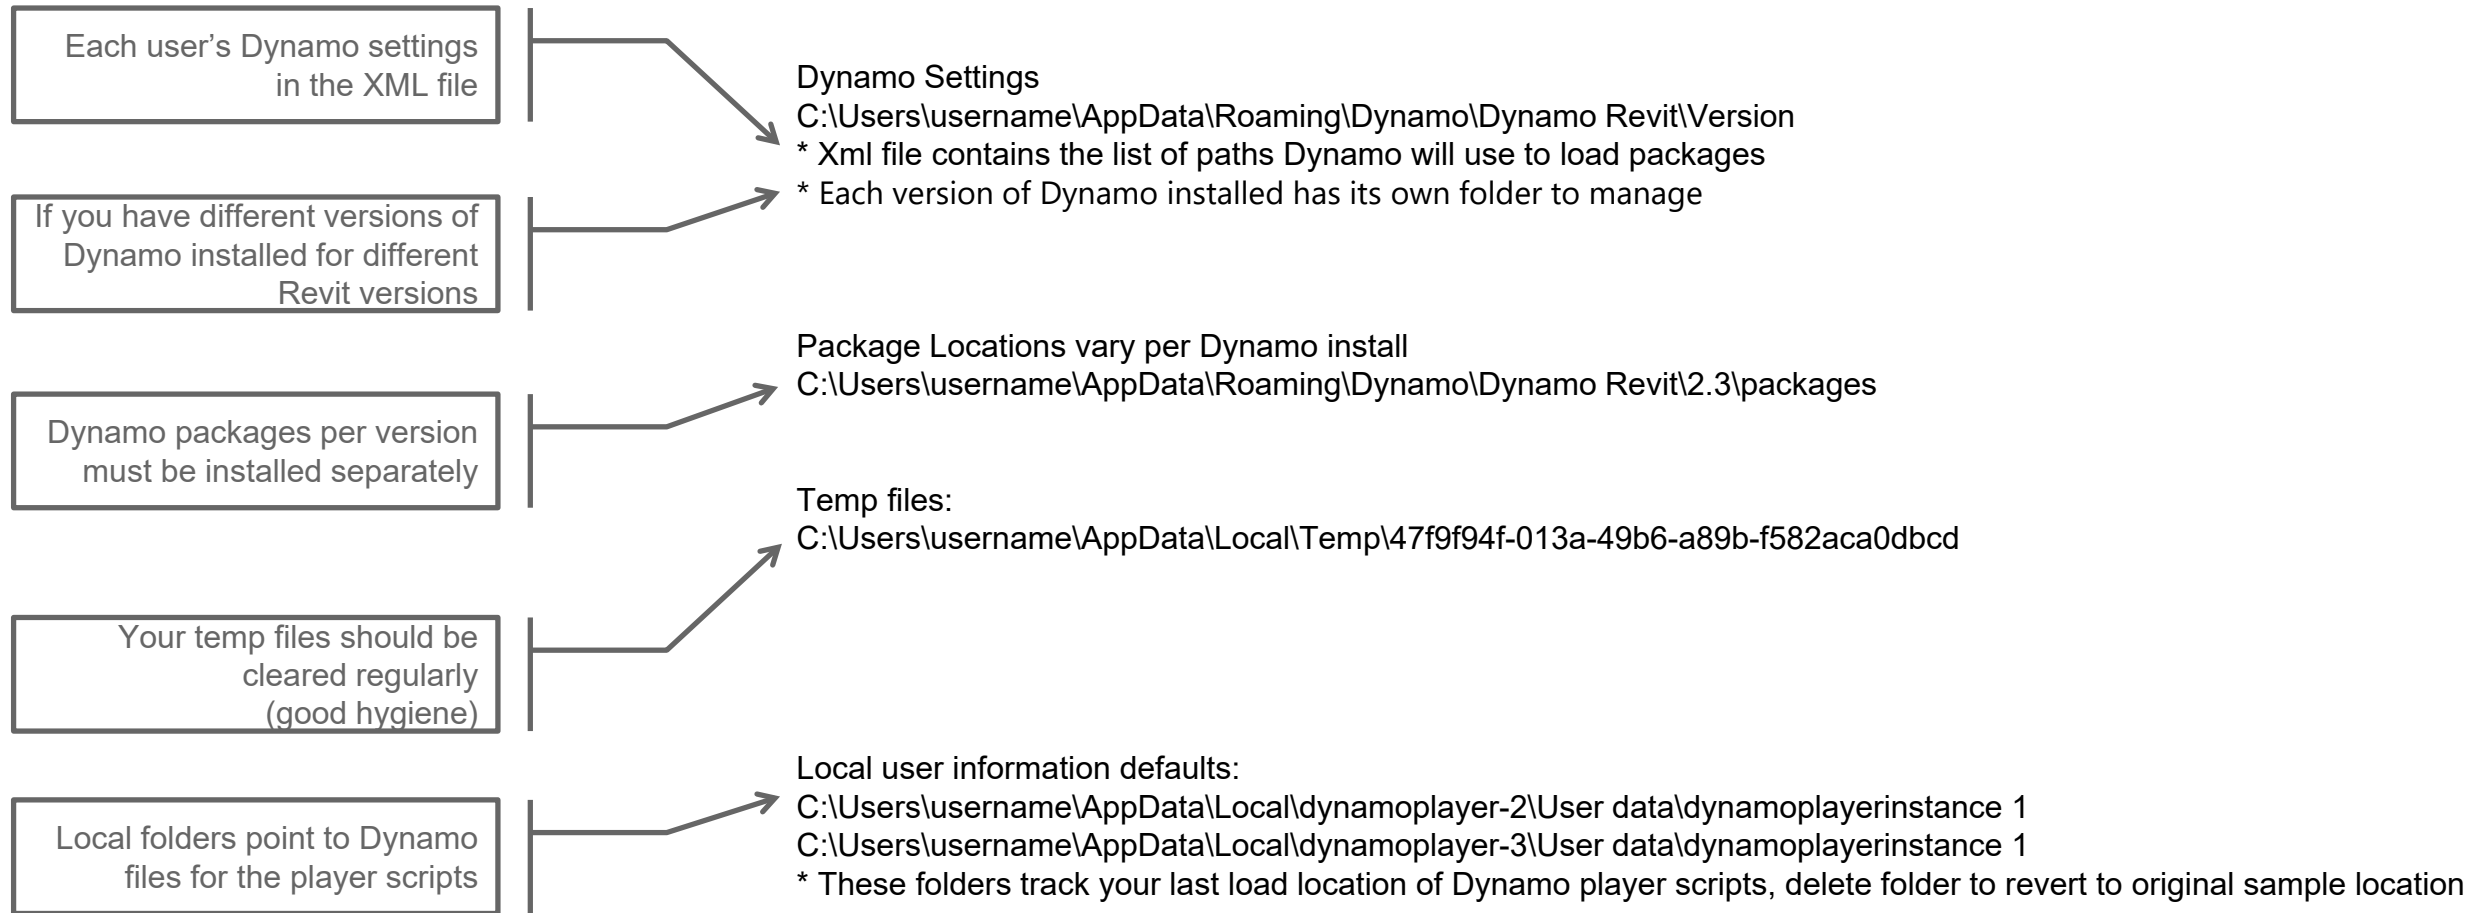 Each user’s Dynamo settings
in the XML file
If you have different versions of
Dynamo installed for different
Revit versions
Dynamo packages per version
must be installed separately
Your temp files should be
cleared regularly
(good hygiene)
Local folders point to Dynamo
files for the player scripts
Dynamo Settings
C:\Users\username\AppData\Roaming\Dynamo\Dynamo Revit\Version
* Xml file contains the list of paths Dynamo will use to load packages
* Each version of Dynamo installed has its own folder to manage
Package Locations vary per Dynamo install
C:\Users\username\AppData\Roaming\Dynamo\Dynamo Revit\2.3\packages
Temp files:
C:\Users\username\AppData\Local\Temp\47f9f94f-013a-49b6-a89b-f582aca0dbcd
Local user information defaults:
C:\Users\username\AppData\Local\dynamoplayer-2\User data\dynamoplayerinstance 1
C:\Users\username\AppData\Local\dynamoplayer-3\User data\dynamoplayerinstance 1
* These folders track your last load location of Dynamo player scripts, delete folder to revert to original sample location